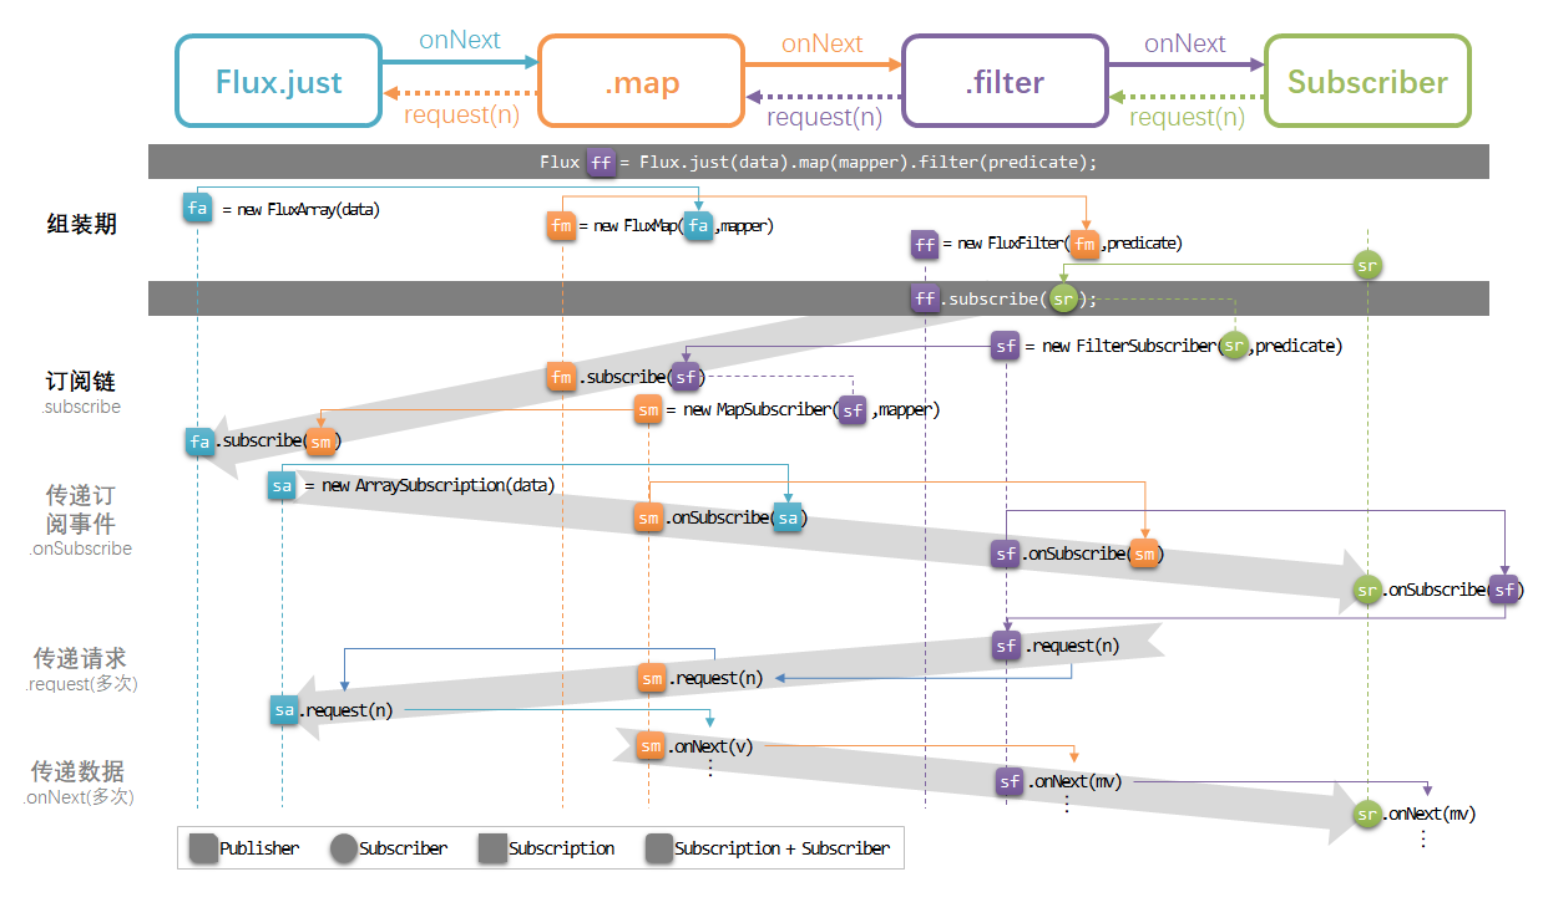 onNext
onNext
onNext
Flux.just
.map
.filter
Subscriber
request(n)
request(n)
request(n)
Flux ff = Flux.just(data).map(mapper).filter(predicate);
组装期
fa = new FluxArray(data)
fm = new FluxMap(fa,mapper)
ff = new FluxFilter(fm,predicate)
sr
ff.subscribe(sr);
sf = new FilterSubscriber(sr,predicate)
订阅链
.subscribe
fm.subscribe(sf)
sm = new MapSubscriber(sf,mapper)
fa.subscribe(sm)
传递订
阅事件
.onSubscribe
sa = new ArraySubscription(data)
sm.onSubscribe(sa)
sf.onSubscribe(sm)
sr.onSubscribe(sf)
传递请求
.request(多次)
sf.request(n)
sm.request(n)
sa.request(n)
传递数据
.onNext(多次)
sm.onNext(v)
⋮
sf.onNext(mv)
⋮
sr.onNext(mv)
⋮
Publisher
Subscriber
Subscription
Subscription + Subscriber